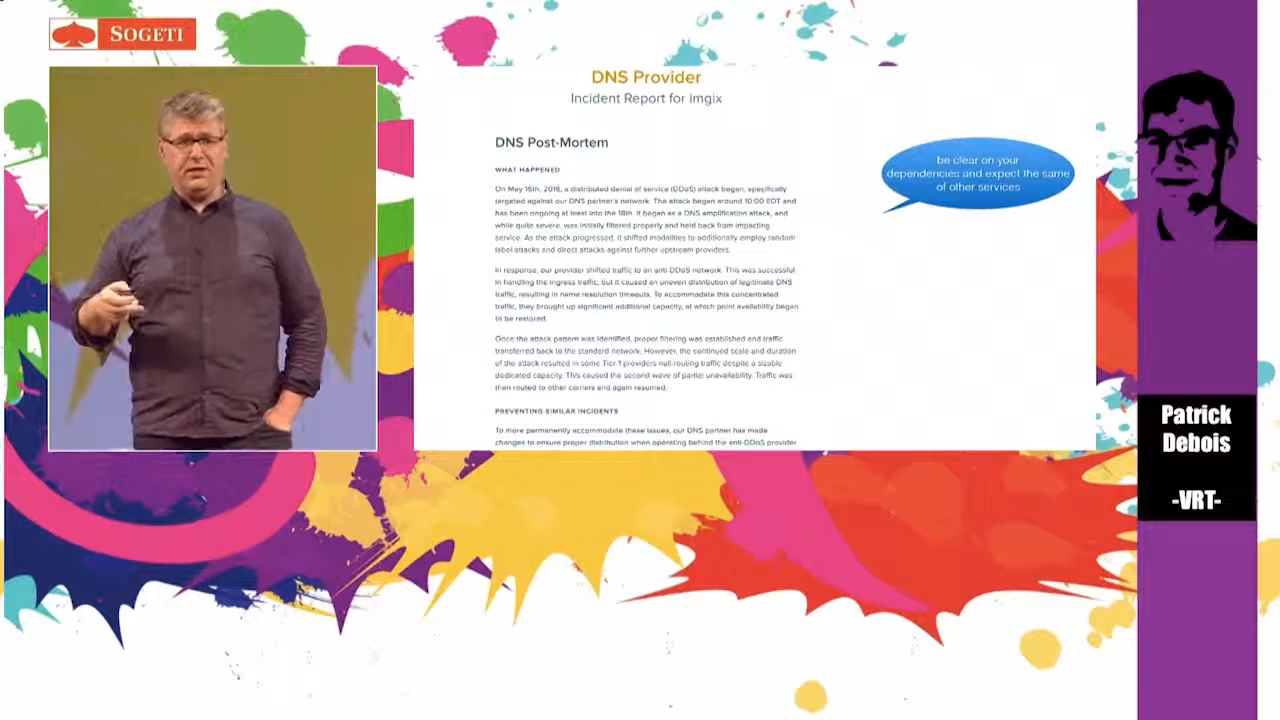 SOGETI
DNS Provider
Incident Report for imgix
DNS Post-Mortem
WHAT HAPPENED
On May 16th, 2016, a distributed denial of service (DDoS) attack began, specifically
targeted against our DNS partner's network. The attack began around 10:00 EDT and
has been ongoing at least into the 18th. It began as a DNS amplification attack, and
while quite severe, was initially filtered properly and held back from impacting
service. As the attack progressed, it shifted modalities to additionally employ random
label attacks and direct attacks against further upstream providers.
In response, our provider shifted traffic to an anti-DDoS network. This was successful
in handling the ingress traffic, but it caused an uneven distribution of legitimate DNS
traffic, resulting in name resolution timeouts. To accommodate this concentrated
traffic, they brought up significant additional capacity, at which point availability began
to be restored.
Once the attack pattern was identified, proper filtering was established and traffic
transferred back to the standard network. However, the continued scale and duration
of the attack resulted in some Tier-1 providers null-routing traffic despite a sizable
dedicated capacity. This caused the second wave of partial unavailability. Traffic was
then routed to other carriers and again resumed.
PREVENTING SIMILAR INCIDENTS
To more permanently accommodate these issues, our DNS partner has made
changes to ensure proper distribution when operating behind the anti-DDoS provider
be clear on your
dependencies and expect the same
of other services
Patrick
Debois
-VRT-